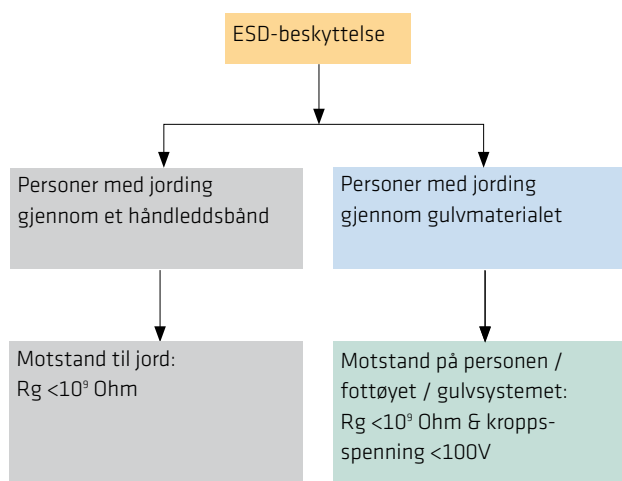 ESD-beskyttelse
Personer med jording
gjennom et håndleddsbånd
Personer med jording
gjennom gulvmaterialet
Motstand til jord:
Rg <10⁹ Ohm
Motstand på personen /
fottøyet / gulvsystemet:
Rg <10⁹ Ohm & kropps-
spenning <100V